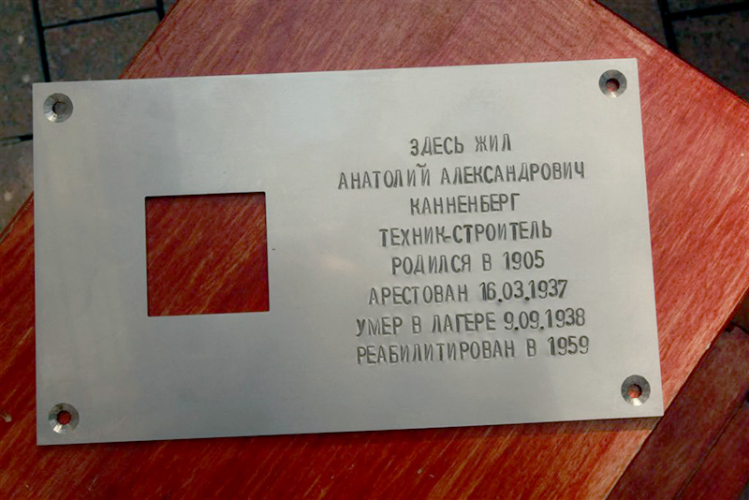 ЗДЕСЬ ЖИЛ
АНАТОЛИЙ АЛЕКСАНДРОВИЧ
КАННЕНБЕРГ
ТЕХНИК-СТРОИТЕЛЬ
РОДИЛСЯ В 1905
АРЕСТОВАН 16.03.1937
УМЕР В ЛАГЕРЕ 9.09.1938
РЕАБИЛИТИРОВАН В 1959